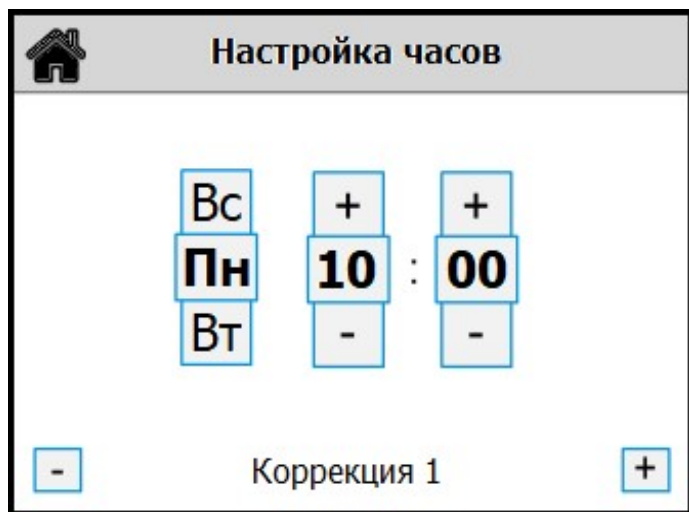 Настройка часов
Вс + +
Пн 10 : 00
Вт - -
- Коррекция 1 +